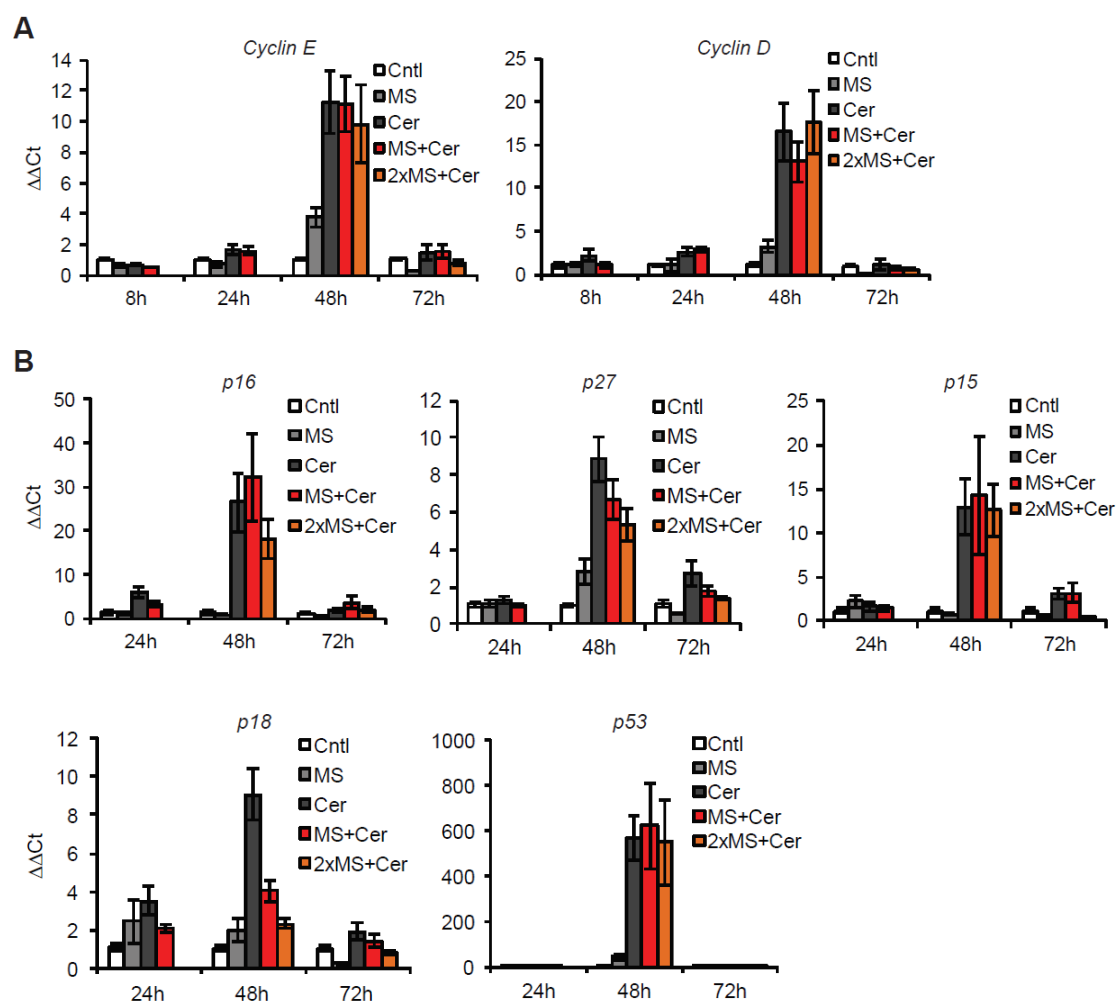 A
Cyclin E
ΔΔCt
14
12
10
8
6
4
2
0
8h 24h 48h 72h
Cntl
MS
Cer
MS+Cer
2xMS+Cer
Cyclin D
25
20
15
10
5
0
8h 24h 48h 72h
Cntl
MS
Cer
MS+Cer
2xMS+Cer
B
p16
ΔΔCt
50
40
30
20
10
0
24h 48h 72h
Cntl
MS
Cer
MS+Cer
2xMS+Cer
p27
12
10
8
6
4
2
0
24h 48h 72h
Cntl
MS
Cer
MS+Cer
2xMS+Cer
p15
25
20
15
10
5
0
24h 48h 72h
Cntl
MS
Cer
MS+Cer
2xMS+Cer
p18
ΔΔCt
12
10
8
6
4
2
0
24h 48h 72h
Cntl
MS
Cer
MS+Cer
2xMS+Cer
p53
1000
800
600
400
200
0
24h 48h 72h
Cntl
MS
Cer
MS+Cer
2xMS+Cer